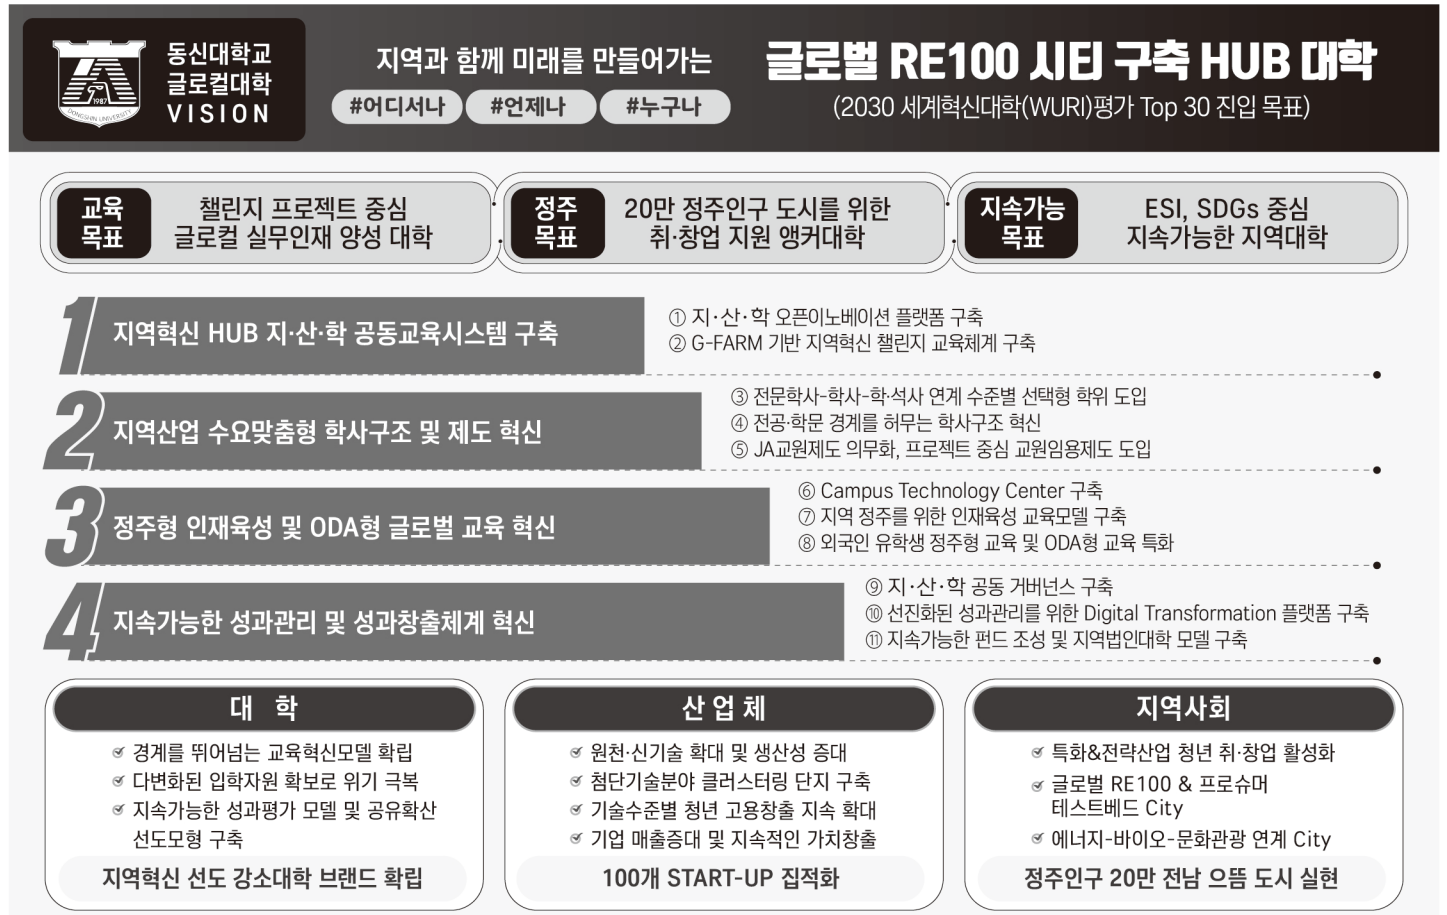 동신대학교
글로컬대학
VISION
1987
DONGSHIN UNIVERSITY
지역과 함께 미래를 만들어가는
#어디서나 #언제나 #누구나
글로벌 RE100 시티 구축 HUB 대학
(2030 세계혁신대학(WURI)평가 Top 30 진입 목표)
교육
목표
챌린지 프로젝트 중심
글로컬 실무인재 양성 대학
정주
목표
20만 정주인구 도시를 위한
취·창업 지원 앵커대학
지속가능
목표
ESI, SDGs 중심
지속가능한 지역대학
1
지역혁신 HUB 지·산·학 공동교육시스템 구축
① 지·산·학 오픈이노베이션 플랫폼 구축
② G-FARM 기반 지역혁신 챌린지 교육체계 구축
2
지역산업 수요맞춤형 학사구조 및 제도 혁신
③ 전문학사-학사-학·석사 연계 수준별 선택형 학위 도입
④ 전공·학문 경계를 허무는 학사구조 혁신
⑤ JA교원제도 의무화, 프로젝트 중심 교원임용제도 도입
3
정주형 인재육성 및 ODA형 글로벌 교육 혁신
⑥ Campus Technology Center 구축
⑦ 지역 정주를 위한 인재육성 교육모델 구축
⑧ 외국인 유학생 정주형 교육 및 ODA형 교육 특화
4
지속가능한 성과관리 및 성과창출체계 혁신
⑨ 지·산·학 공동 거버넌스 구축
⑩ 선진화된 성과관리를 위한 Digital Transformation 플랫폼 구축
⑪ 지속가능한 펀드 조성 및 지역법인대학 모델 구축
대 학
경계를 뛰어넘는 교육혁신모델 확립
다변화된 입학자원 확보로 위기 극복
지속가능한 성과평가 모델 및 공유확산
선도모형 구축
지역혁신 선도 강소대학 브랜드 확립
산업체
원천·신기술 확대 및 생산성 증대
첨단기술분야 클러스터링 단지 구축
기술수준별 청년 고용창출 지속 확대
기업 매출증대 및 지속적인 가치창출
100개 START-UP 집적화
지역사회
특화&전략산업 청년 취·창업 활성화
글로벌 RE100 & 프로슈머
테스트베드 City
에너지-바이오-문화관광 연계 City
정주인구 20만 전남 으뜸 도시 실현